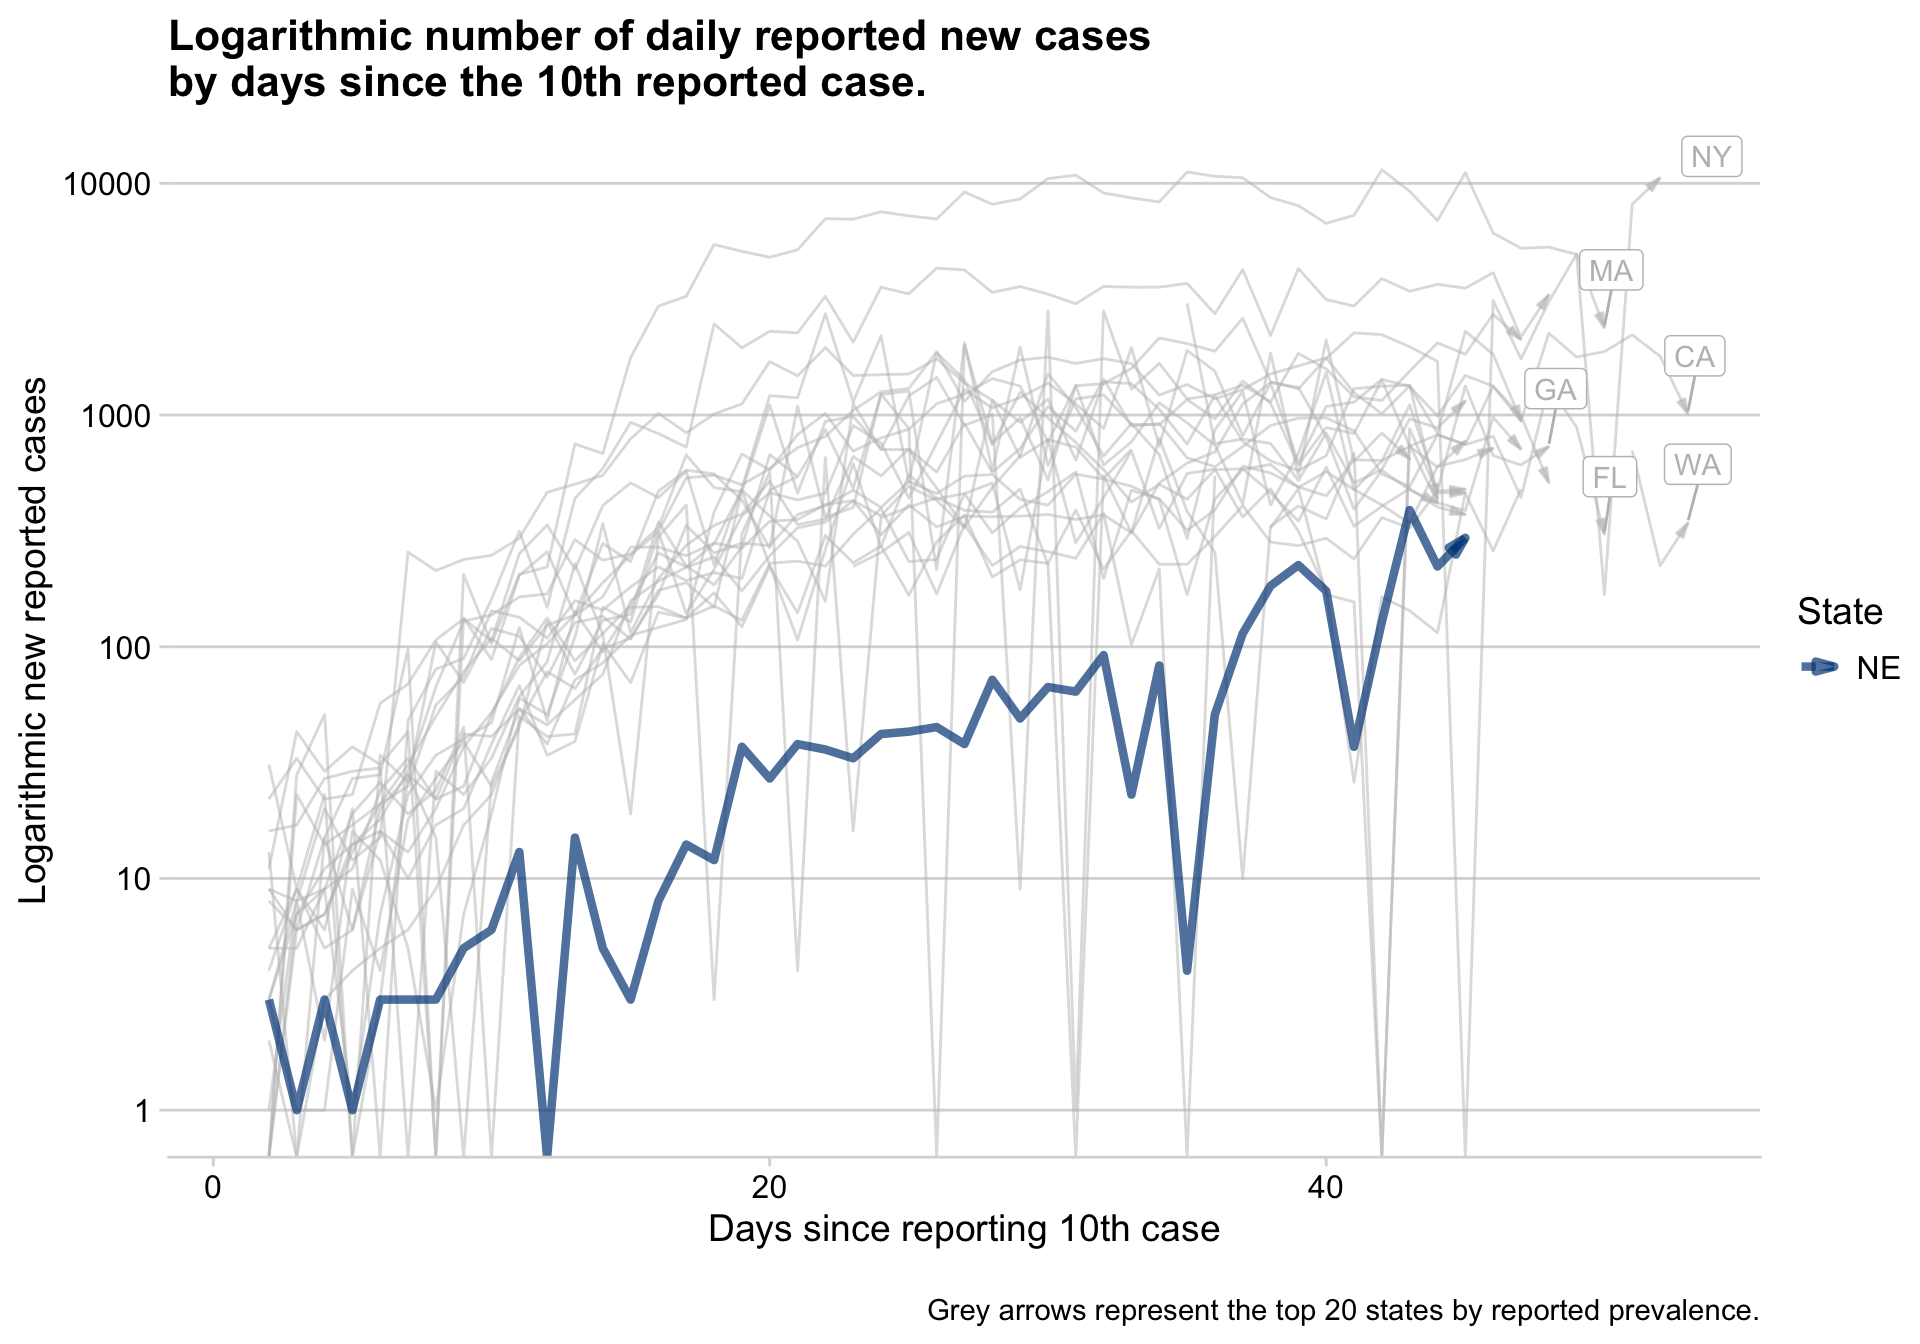 Logarithmic number of daily reported new cases
by days since the 10th reported case.
Logarithmic new reported cases
10000
1000
100
10
1
NY
MA
CA
GA
FL
WA
State
NE
0
20
40
Days since reporting 10th case
Grey arrows represent the top 20 states by reported prevalence.